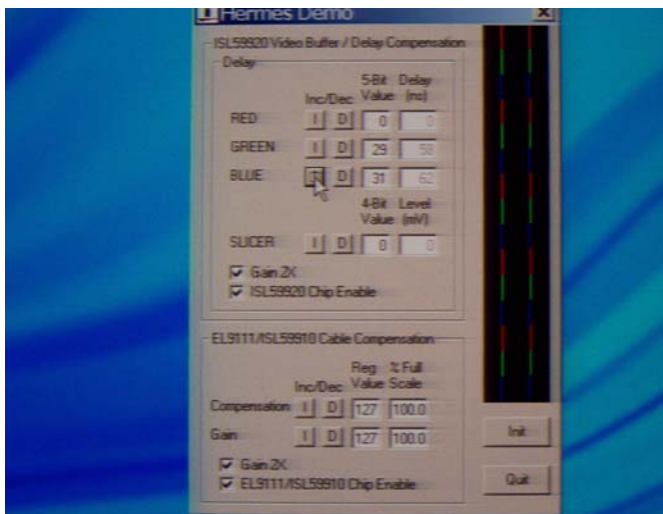 Hermes Demo
ISL59920 Video Buffer / Delay Compensation
Delay
5-Bit Delay
Inc/Dec Value (ns)
RED I D 0 0
GREEN I D 29 58
BLUE I D 31 62
4-Bit Level
Value (mV)
SLICER I D 0 0
Gain 2X
ISL59920 Chip Enable
EL9111/ISL59910 Cable Compensation
Reg % Full
Inc/Dec Value Scale
Compensation I D 127 100.0
Gain I D 127 100.0
Gain 2X
EL9111/ISL59910 Chip Enable
Init
Quit